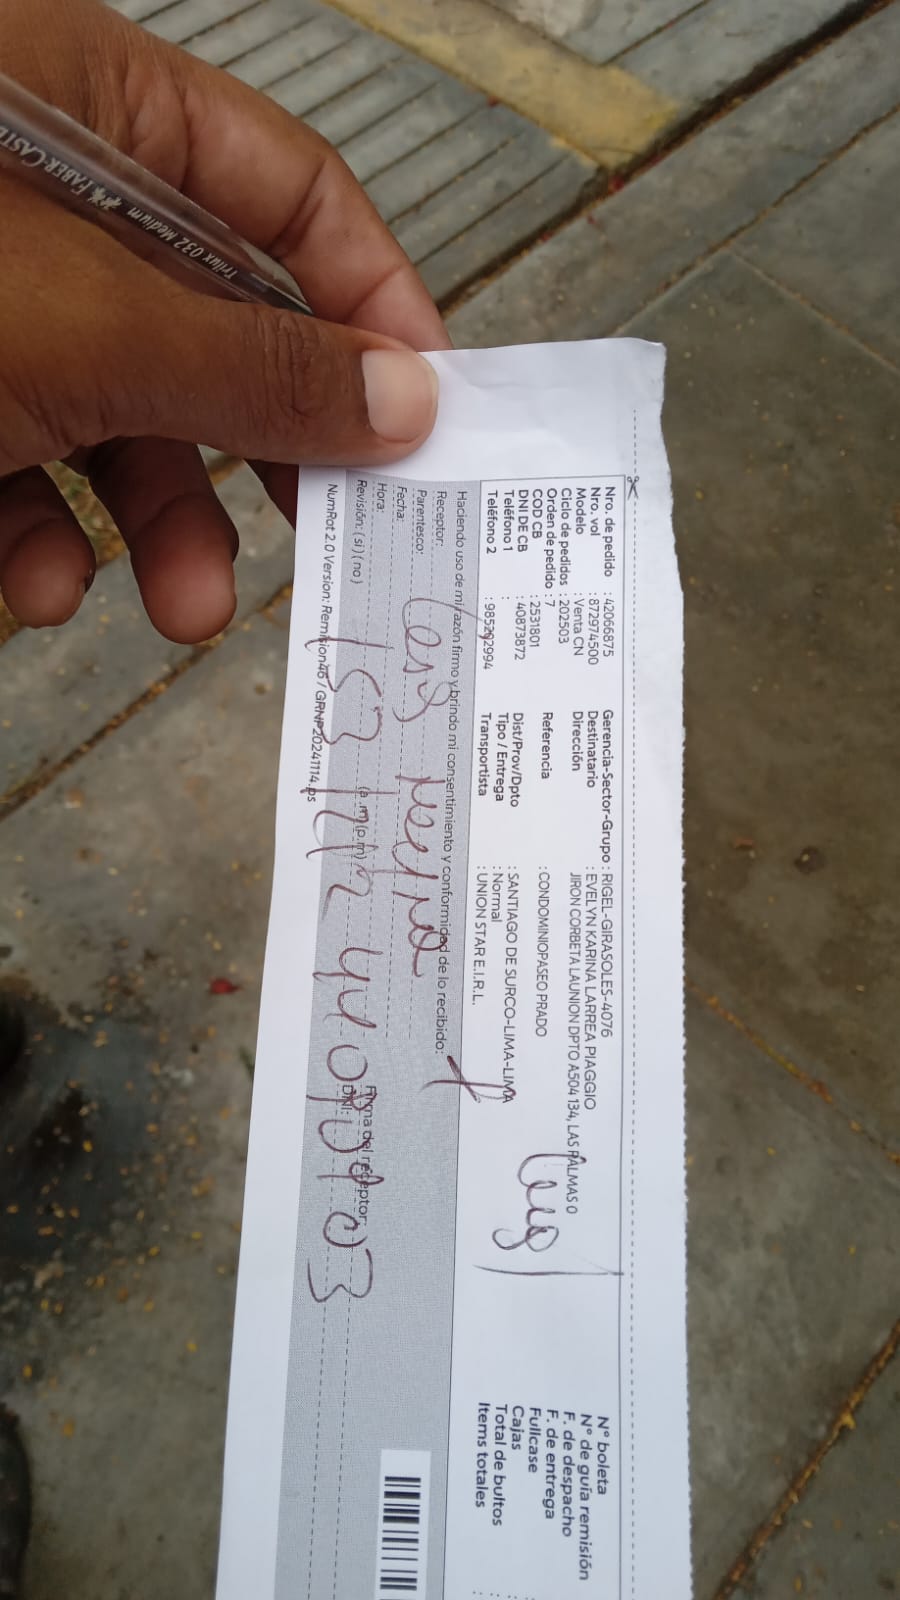 FABER-CASTE
Trilux 032 Medium
Nro. de pedido : 42066875
Nro. vol : 872974500
Modelo : Venta CN
Ciclo de pedidos : 202503
Orden de pedido : 7
COD CB : 2531801
DNI DE CB : 40873872
Teléfono 1 :
Teléfono 2 : 985292994
Gerencia-Sector-Grupo : RIGEL-GIRASOLES-4076
Destinatario : EVELYN KARINA LARREA PIAGGIO
Dirección JIRON CORBETA LAUNION DPTO A504 134, LAS PALMAS 0
Referencia : CONDOMINIOPASEO PRADO
Dist/Prov/Dpto : SANTIAGO DE SURCO-LIMA-LIMA
Tipo / Entrega : Normal
Transportista : UNION STAR E.I.R.L.
N° boleta
N° de guía remisión
F. de despacho
F. de entrega
Fullcase
Cajas
Total de bultos :
Items totales :
Haciendo uso de mi razón firmo y brindo mi consentimiento y conformidad de lo recibido:
Receptor:
Parentesco:
Fecha:
Hora: (a.m)(p.m) Firma del receptor:
Revisión: (si) (no) DNI:
NumRot 2.0 Version: Remision46 / GRNP20241114.ps